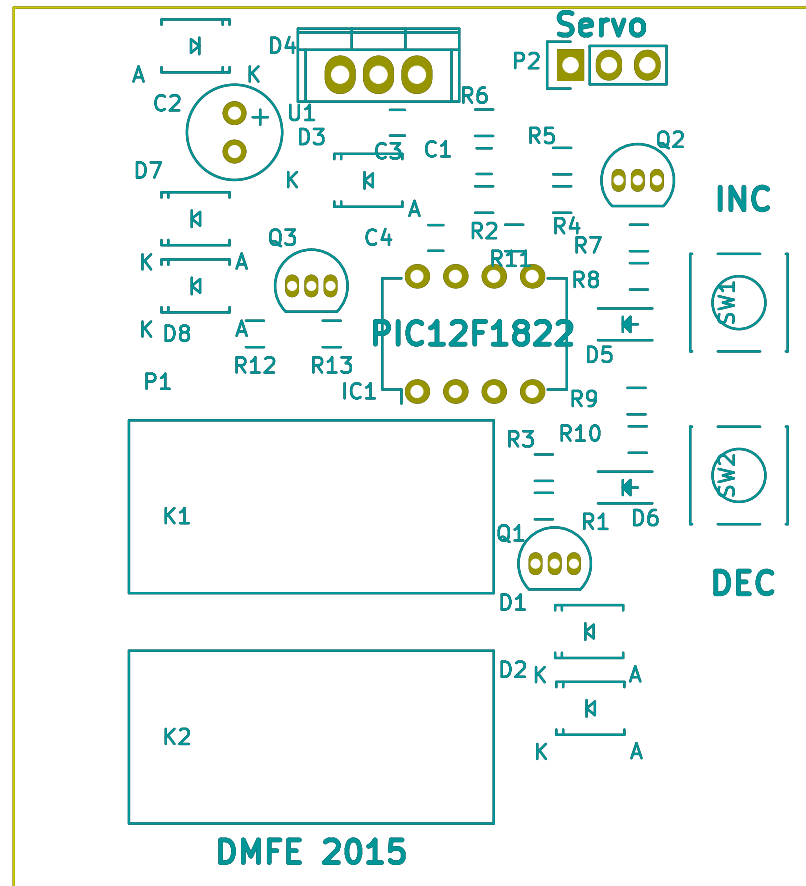 Servo
D4
P2
A
K
C2
R6
U1
D3
R5
Q2
C3
C1
D7
K
INC
A
R4
R2
Q3
C4
R7
R11
K
A
R8
SW1
PIC12F1822
K
D8
A
D5
R12
R13
P1
IC1
R9
R10
R3
SW2
K1
D6
R1
Q1
DEC
D1
D2
K
A
K2
K
A
DMFE 2015
+